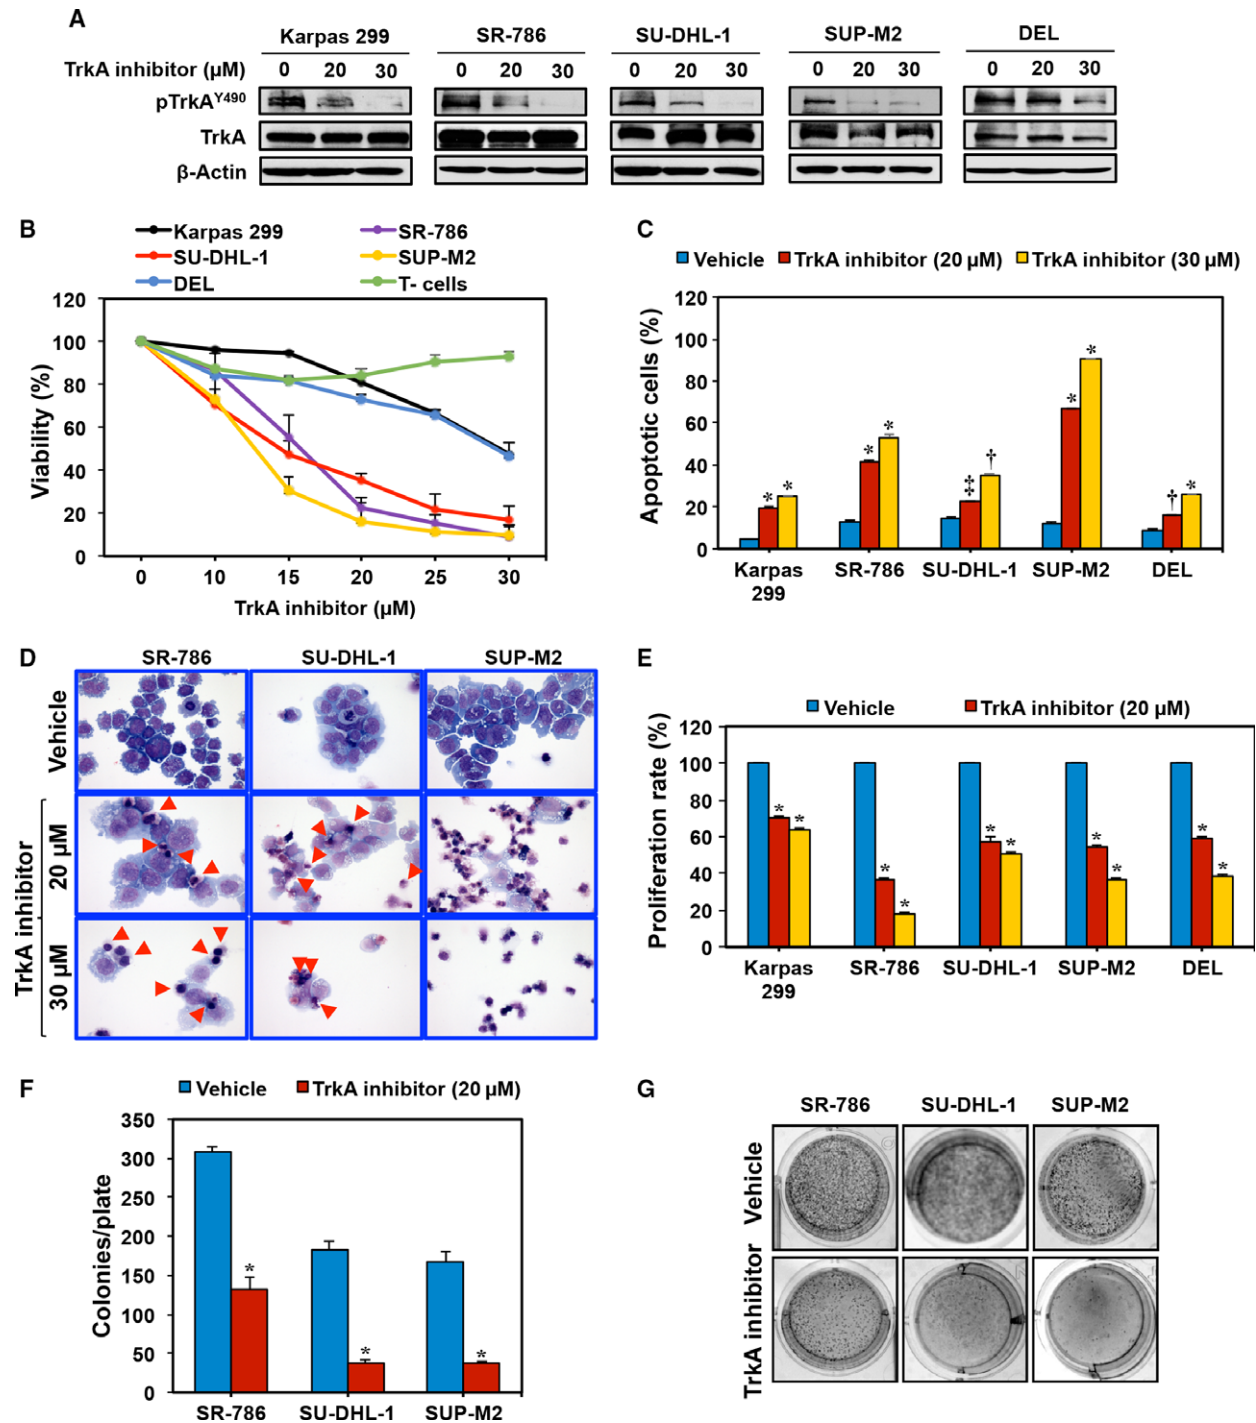 A
Karpas 299 SR-786 SU-DHL-1 SUP-M2 DEL
TrkA inhibitor (µM) 0 20 30 0 20 30 0 20 30 0 20 30 0 20 30
pTrkA^Y490
TrkA
β-Actin
B
Karpas 299 SR-786
SU-DHL-1 SUP-M2
DEL T- cells
Viability (%)
120
100
80
60
40
20
0
0 10 15 20 25 30
TrkA inhibitor (µM)
C
Vehicle TrkA inhibitor (20 µM) TrkA inhibitor (30 µM)
Apoptotic cells (%)
120
100
80
60
40
20
0
* * * * ‡ † * * † *
Karpas 299 SR-786 SU-DHL-1 SUP-M2 DEL
D
SR-786 SU-DHL-1 SUP-M2
Vehicle
TrkA inhibitor
20 µM
30 µM
E
Vehicle TrkA inhibitor (20 µM)
Proliferation rate (%)
120
100
80
60
40
20
0
* * * * * * * * * *
Karpas 299 SR-786 SU-DHL-1 SUP-M2 DEL
F
Vehicle TrkA inhibitor (20 µM)
Colonies/plate
350
300
250
200
150
100
50
0
* * *
SR-786 SU-DHL-1 SUP-M2
G
SR-786 SU-DHL-1 SUP-M2
Vehicle
TrkA inhibitor